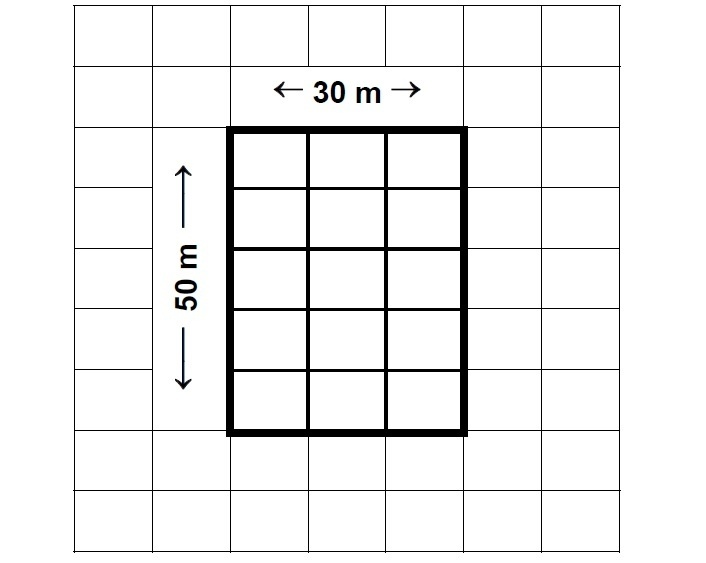 ← 30 m →
← 50 m →